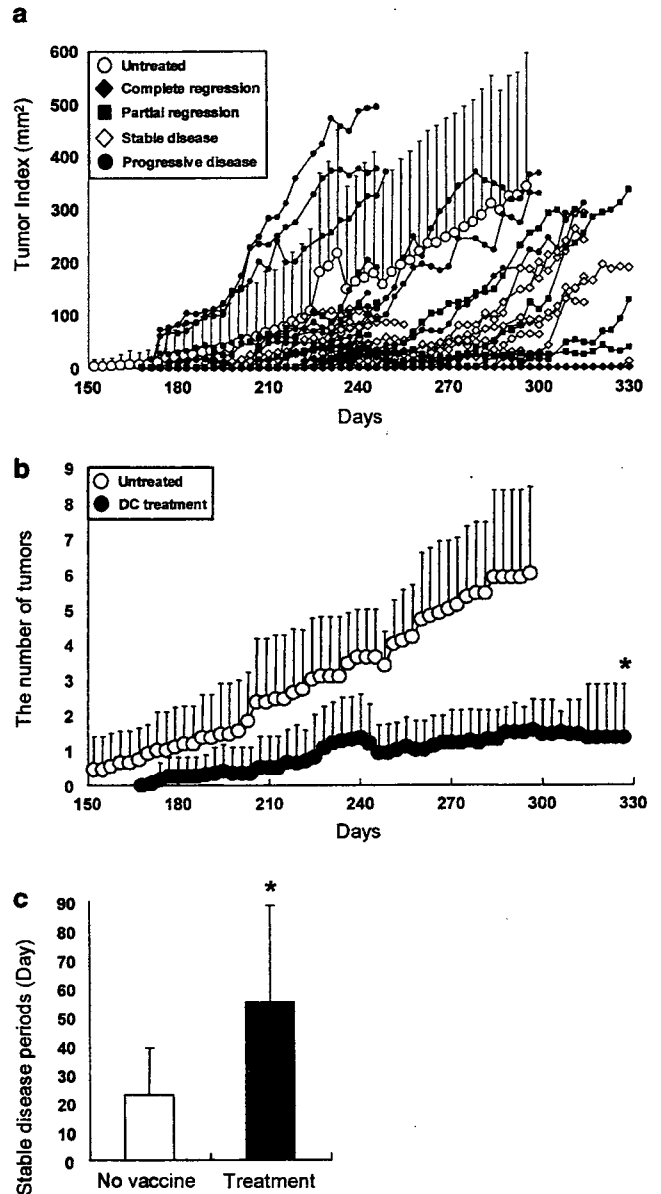 a
600
500
400
300
200
100
0
Tumor Index (mm²)
Untreated
Complete regression
Partial regression
Stable disease
Progressive disease
150 180 210 240 270 300 330
Days
b
9
8
7
6
5
4
3
2
1
0
The number of tumors
Untreated
DC treatment
*
150 180 210 240 270 300 330
Days
c
90
80
70
60
50
40
30
20
10
0
Stable disease periods (Day)
*
No vaccine Treatment